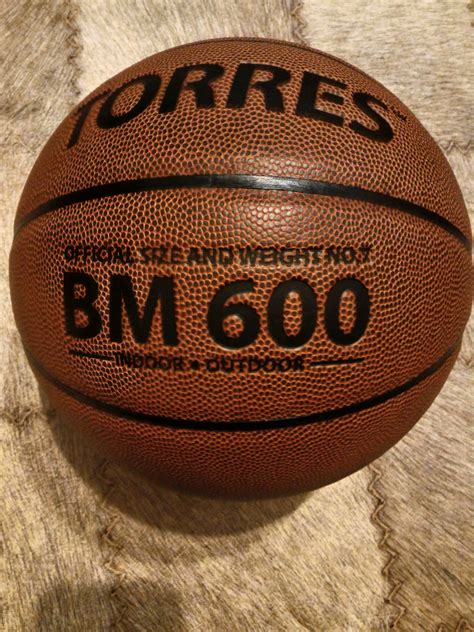 TORRES
OFFICIAL SIZE AND WEIGHT NO.7
BM 600
INDOOR • OUTDOOR